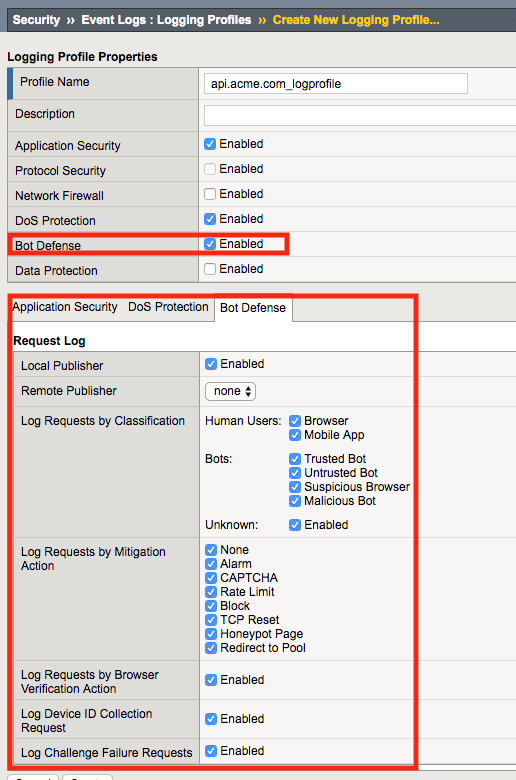 Security ›› Event Logs : Logging Profiles ›› Create New Logging Profile...
Logging Profile Properties
Profile Name api.acme.com_logprofile
Description
Application Security Enabled
Protocol Security Enabled
Network Firewall Enabled
DoS Protection Enabled
Bot Defense Enabled
Data Protection Enabled
Application Security DoS Protection Bot Defense
Request Log
Local Publisher Enabled
Remote Publisher none
Log Requests by Classification Human Users: Browser
Mobile App
Bots: Trusted Bot
Untrusted Bot
Suspicious Browser
Malicious Bot
Unknown: Enabled
Log Requests by Mitigation Action None
Alarm
CAPTCHA
Rate Limit
Block
TCP Reset
Honeypot Page
Redirect to Pool
Log Requests by Browser
Verification Action Enabled
Log Device ID Collection
Request Enabled
Log Challenge Failure Requests Enabled